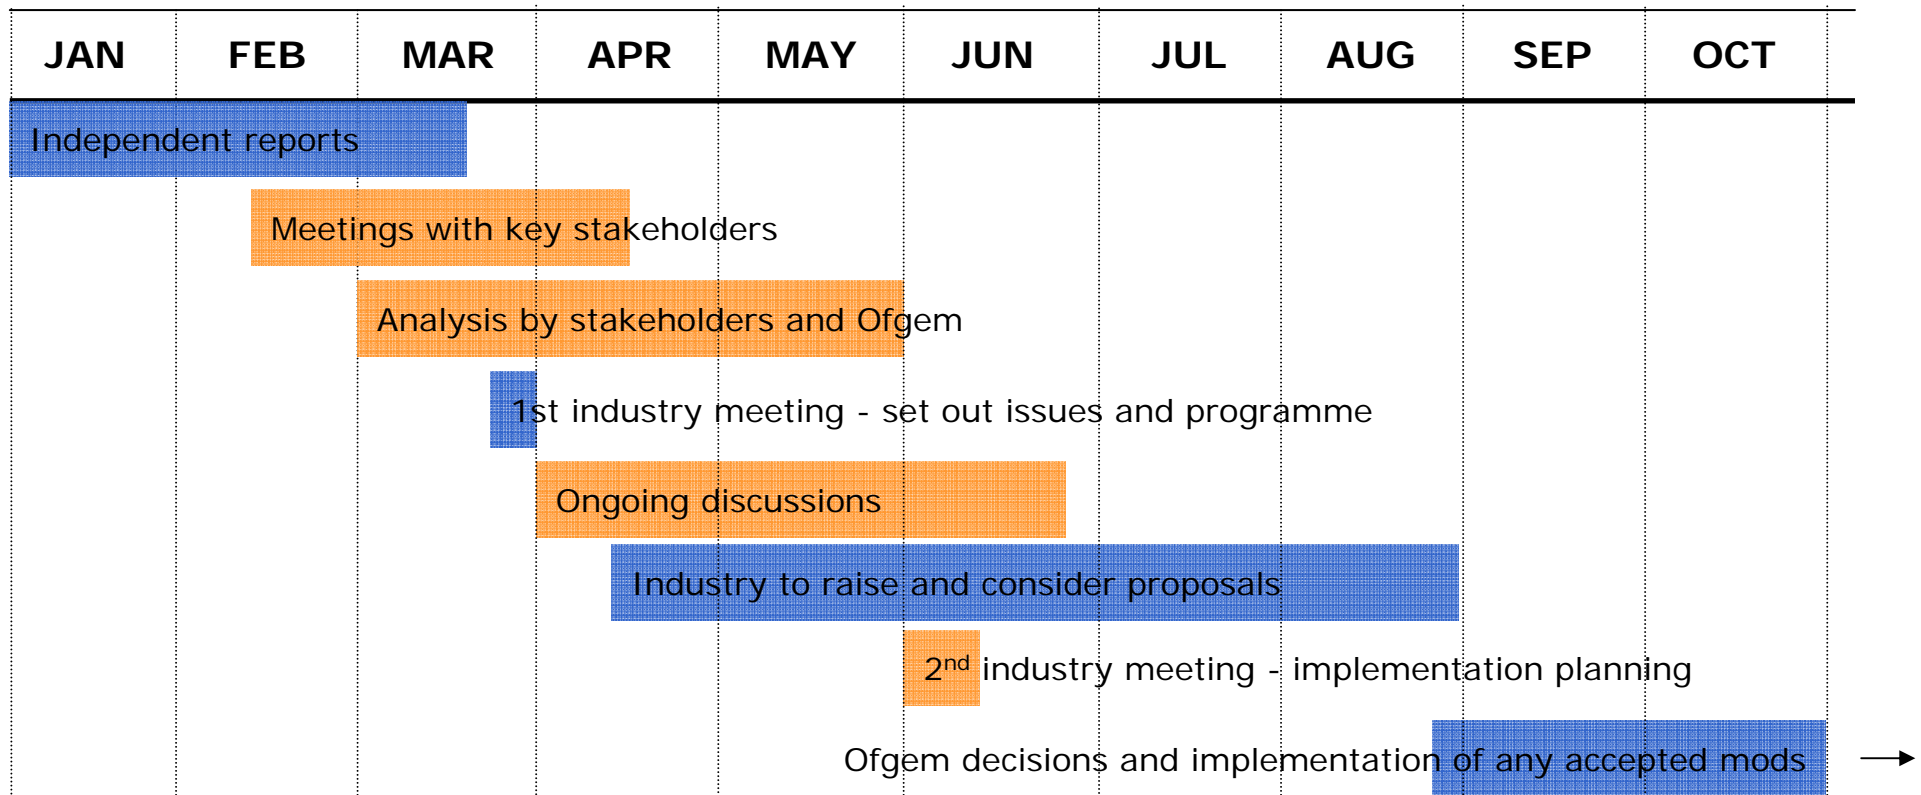 JAN FEB MAR APR MAY JUN JUL AUG SEP OCT
Independent reports
Meetings with key stakeholders
Analysis by stakeholders and Ofgem
1st industry meeting - set out issues and programme
Ongoing discussions
Industry to raise and consider proposals
2nd industry meeting - implementation planning
Ofgem decisions and implementation of any accepted mods